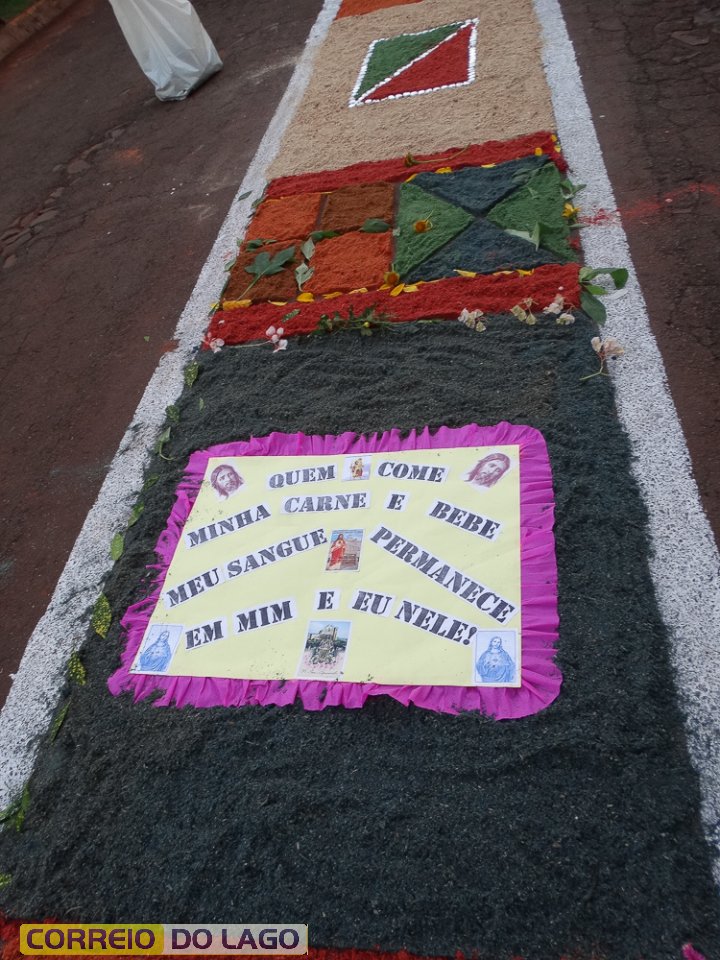 QUEM COME
MINHA CARNE E BEBE
MEU SANGUE PERMANECE
EM MIM E EU NELE!
CORREIO DO LAGO